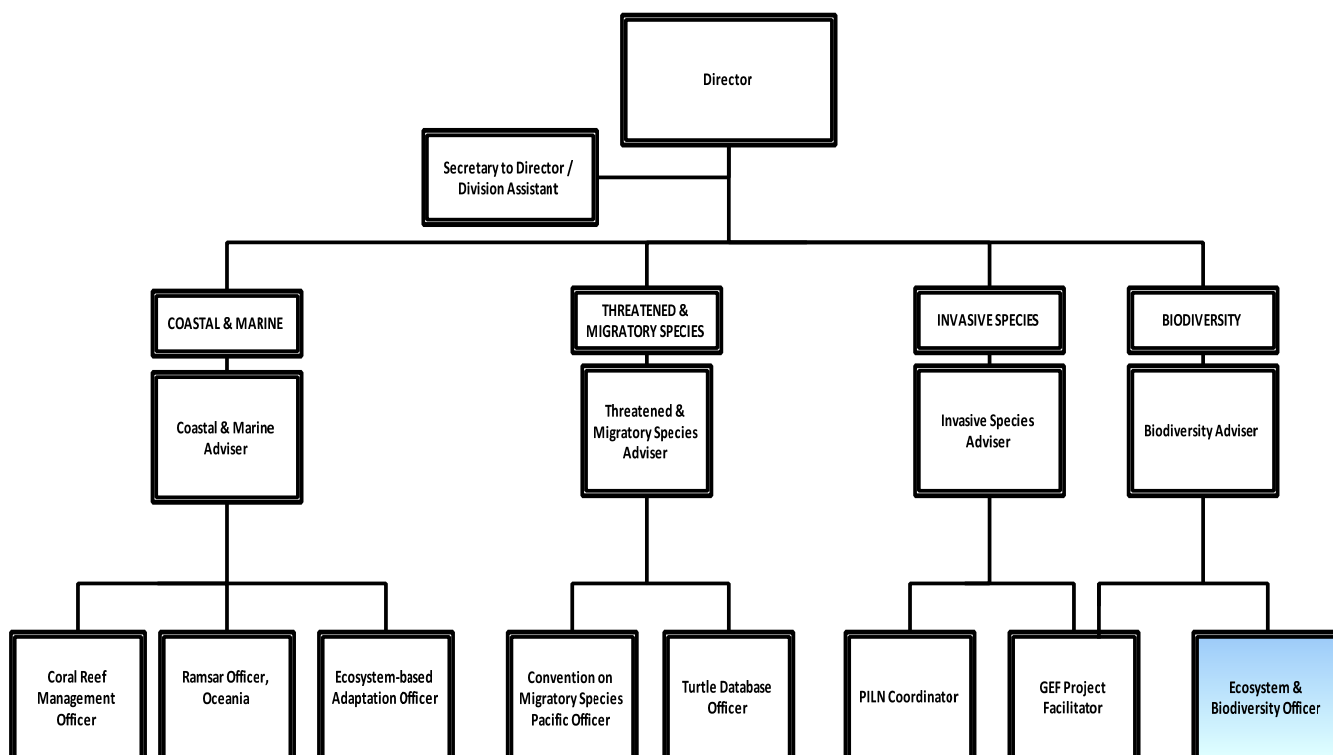 Director
Secretary to Director /
Division Assistant
COASTAL & MARINE
THREATENED &
MIGRATORY SPECIES
INVASIVE SPECIES
BIODIVERSITY
Coastal & Marine
Adviser
Threatened &
Migratory Species
Adviser
Invasive Species
Adviser
Biodiversity Adviser
Coral Reef
Management
Officer
Ramsar Officer,
Oceania
Ecosystem-based
Adaptation Officer
Convention on
Migratory Species
Pacific Officer
Turtle Database
Officer
PILN Coordinator
GEF Project
Facilitator
Ecosystem &
Biodiversity Officer